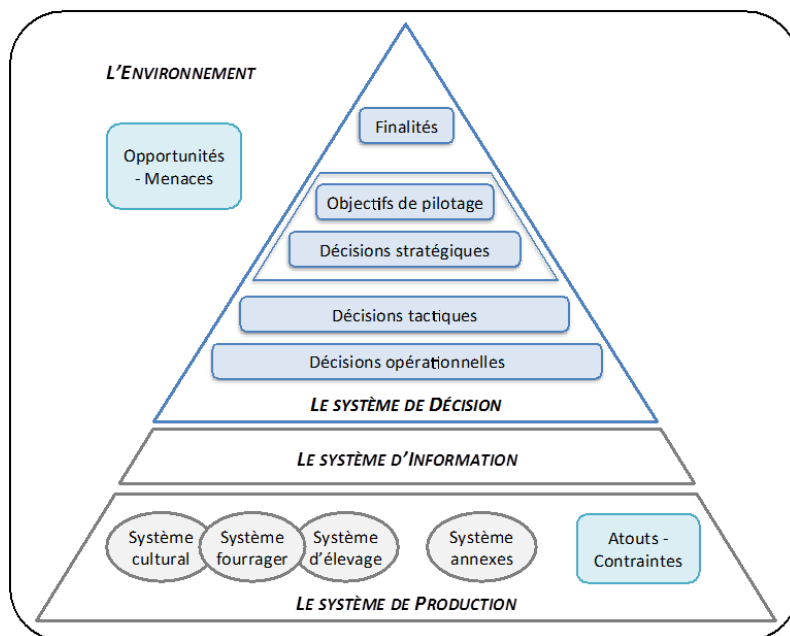 L'ENVIRONNEMENT
Opportunités
- Menaces
Finalités
Objectifs de pilotage
Décisions stratégiques
Décisions tactiques
Décisions opérationnelles
LE SYSTÈME DE DÉCISION
LE SYSTÈME D'INFORMATION
Système
cultural
Système
fourrager
Système
d'élevage
Système
annexes
Atouts -
Contraintes
LE SYSTÈME DE PRODUCTION